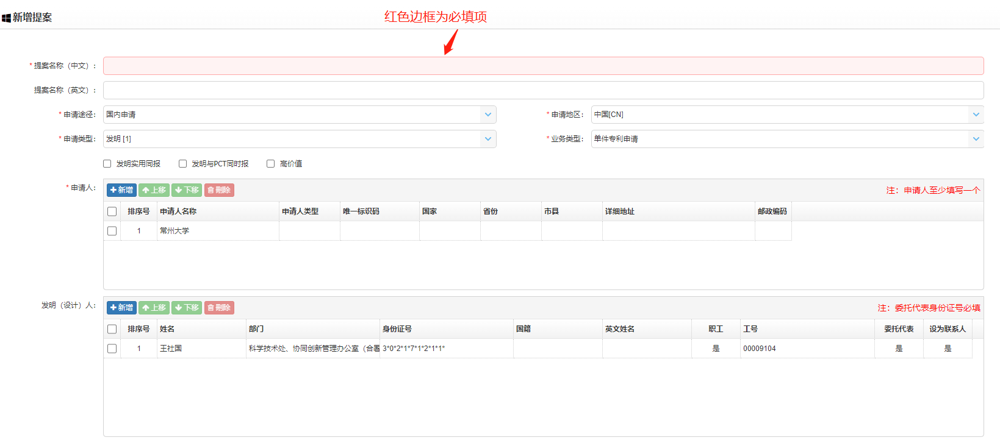 新增提案
红色边框为必填项
* 提案名称（中文）：
提案名称（英文）：
* 申请途径： 国内申请 * 申请地区： 中国[CN]
* 申请类型： 发明 [1] * 业务类型： 单件专利申请
发明实用同报 发明与PCT同时报 高价值
* 申请人： 新增 上移 下移 删除 注：申请人至少填写一个
排序号 申请人名称 申请人类型 唯一标识码 国家 省份 市县 详细地址 邮政编码
1 常州大学
发明（设计）人： 新增 上移 下移 删除 注：委托代表身份证号必填
排序号 姓名 部门 身份证号 国籍 英文姓名 职工 工号 委托代表 设为联系人
1 王社国 科学技术处、协同创新管理办公室（合署 3*0*2*1*7*1*2*1*1* 是 00009104 是 是